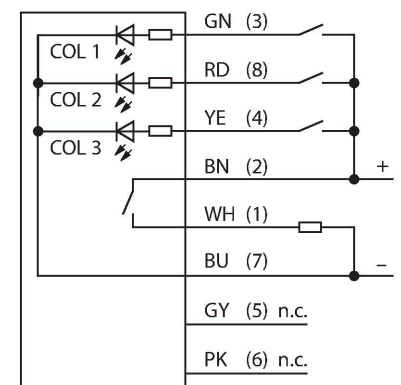 GN (3)
COL 1
RD (8)
COL 2
YE (4)
COL 3
BN (2)
+
WH (1)
BU (7)
–
GY (5) n.c.
PK (6) n.c.